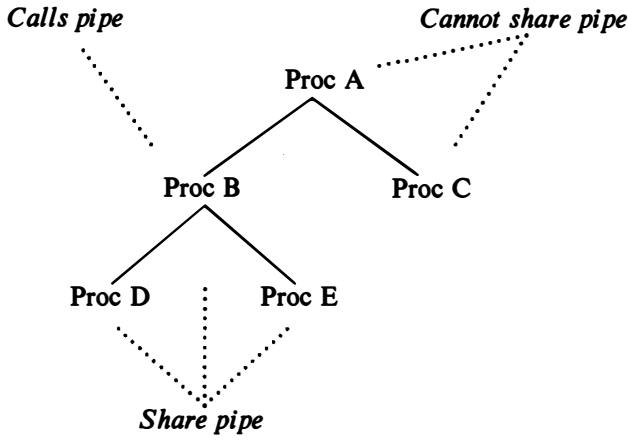 Calls pipe
Cannot share pipe
Proc A
Proc B
Proc C
Proc D
Proc E
Share pipe